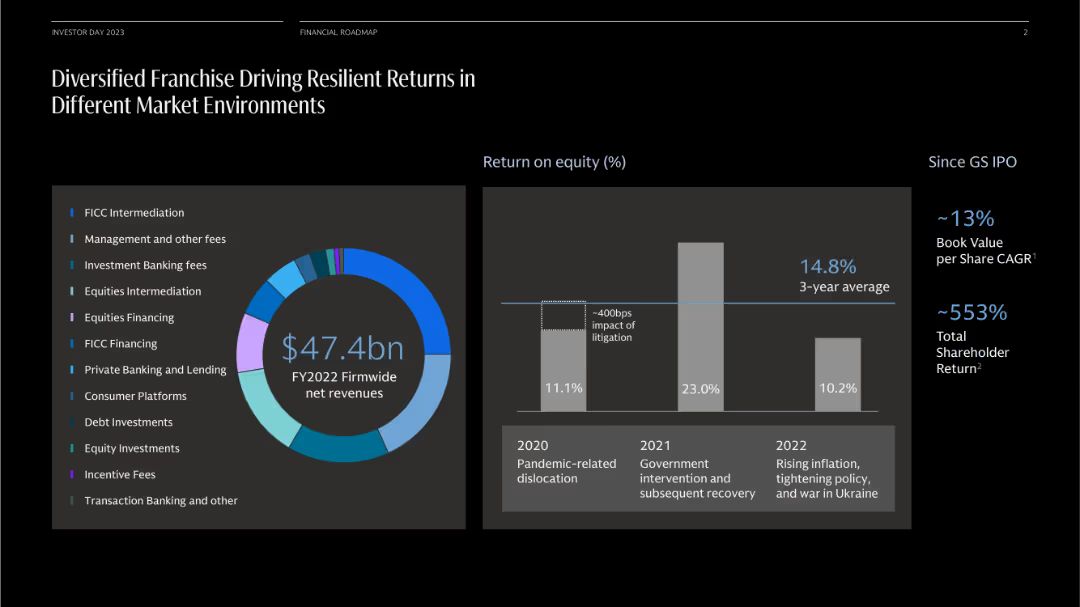 INVESTOR DAY 2023
FINANCIAL ROADMAP
2
Diversified Franchise Driving Resilient Returns in
Different Market Environments
FICC Intermediation
Management and other fees
Investment Banking fees
Equities Intermediation
Equities Financing
FICC Financing
Private Banking and Lending
Consumer Platforms
Debt Investments
Equity Investments
Incentive Fees
Transaction Banking and other
$47.4bn
FY2022 Firmwide
net revenues
Return on equity (%)
~400bps
impact of
litigation
14.8%
3-year average
11.1%
23.0%
10.2%
2020
Pandemic-related
dislocation
2021
Government
intervention and
subsequent recovery
2022
Rising inflation,
tightening policy,
and war in Ukraine
Since GS IPO
~13%
Book Value
per Share CAGR¹
~553%
Total
Shareholder
Return²